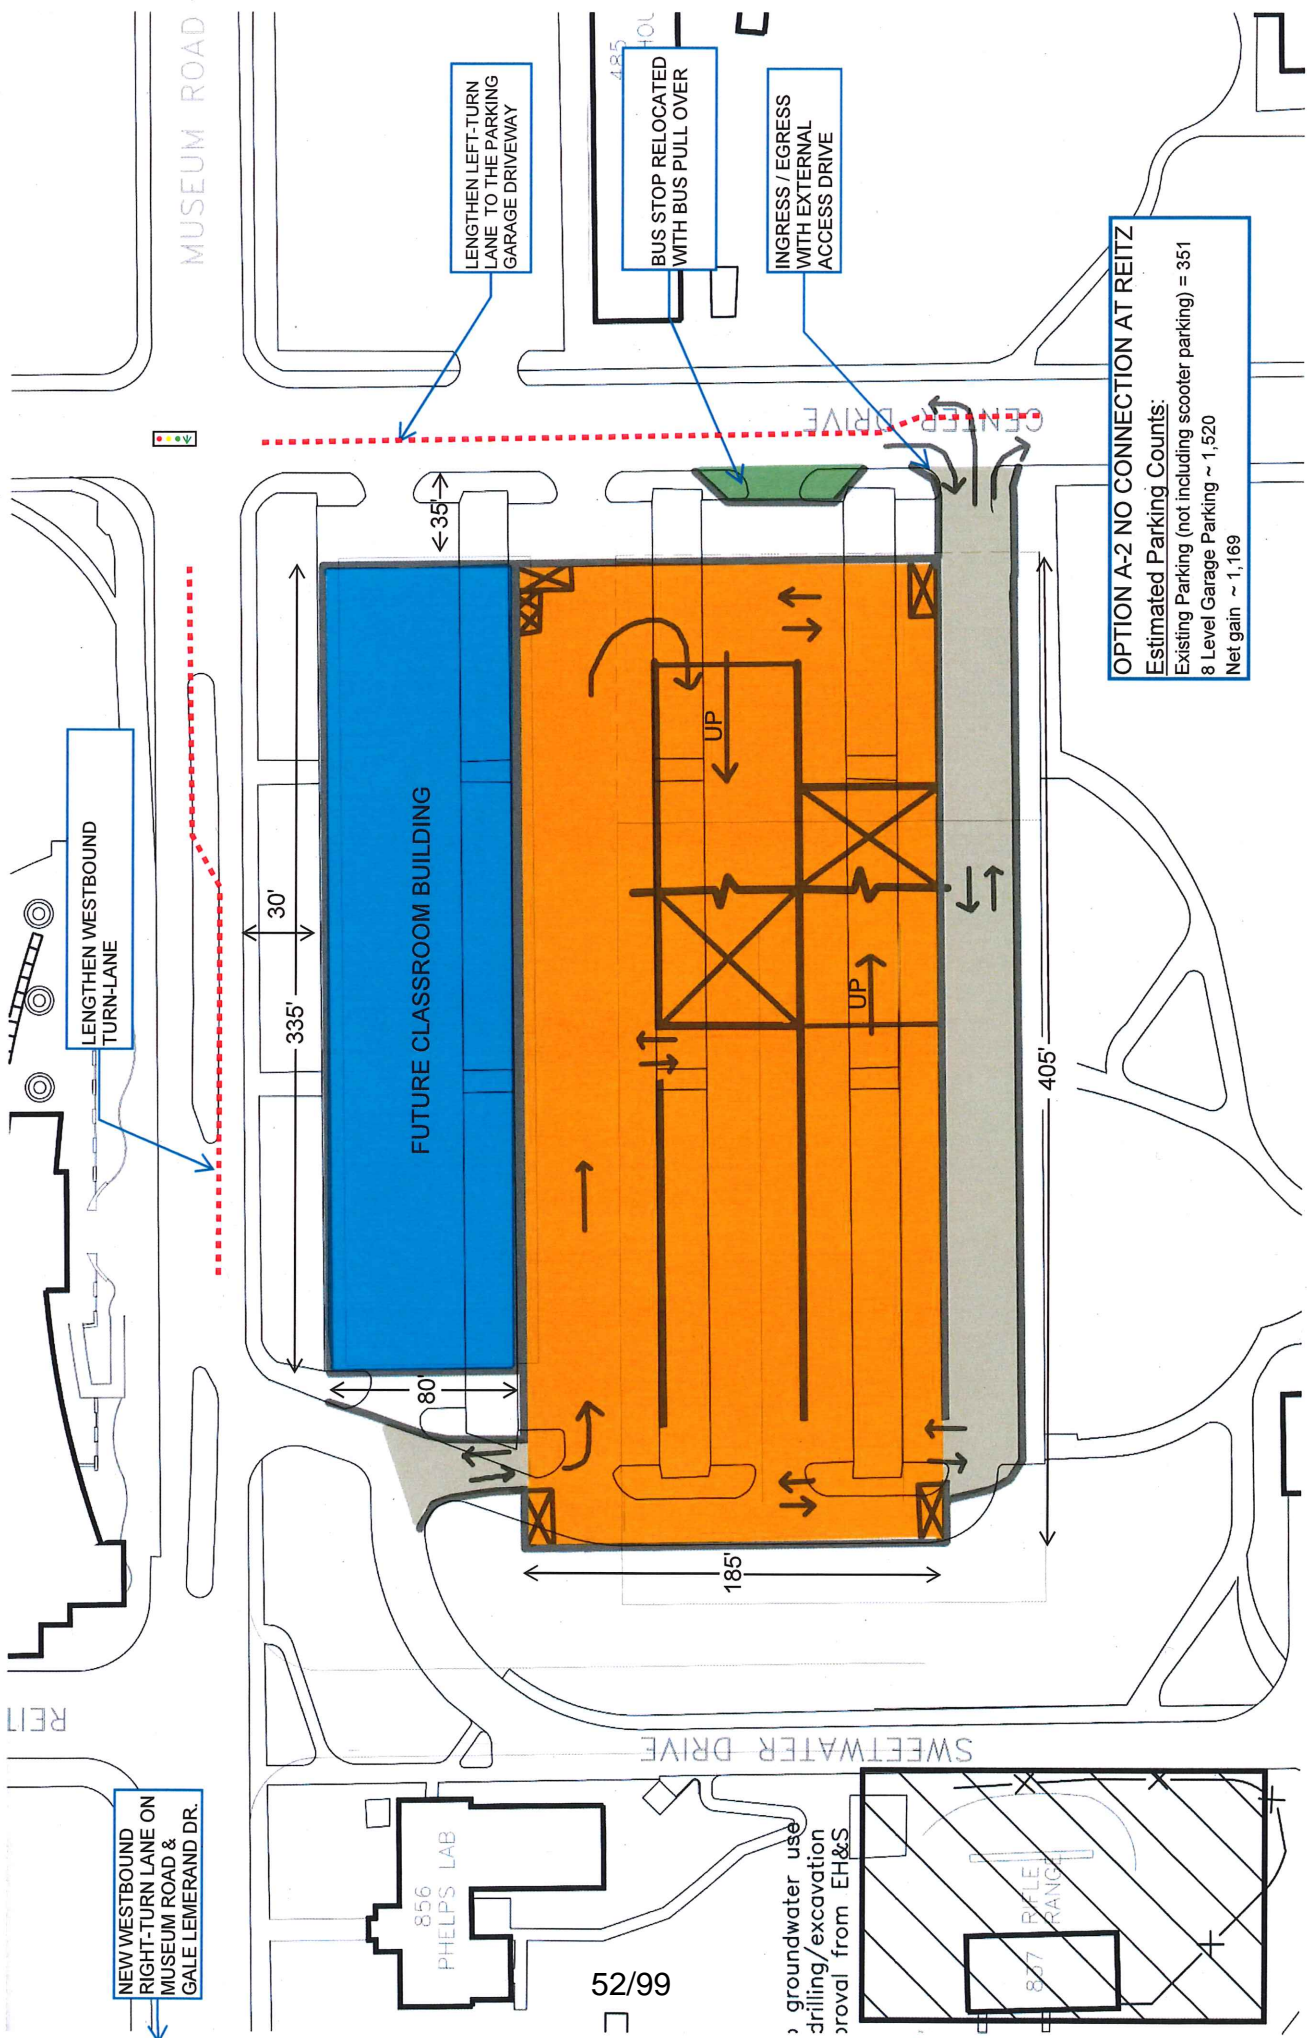 MUSEUM ROAD
LENGTHEN LEFT-TURN
LANE TO THE PARKING
GARAGE DRIVEWAY
485
BUS STOP RELOCATED
WITH BUS PULL OVER
INGRESS / EGRESS
WITH EXTERNAL
ACCESS DRIVE
CENTER DRIVE
OPTION A-2 NO CONNECTION AT REITZ
Estimated Parking Counts:
Existing Parking (not including scooter parking) = 351
8 Level Garage Parking ~ 1,520
Net gain ~ 1,169
LENGTHEN WESTBOUND
TURN-LANE
30'
335'
35'
FUTURE CLASSROOM BUILDING
80'
UP
UP
405'
185'
REIT
SWEETWATER DRIVE
NEW WESTBOUND
RIGHT-TURN LANE ON
MUSEUM ROAD &
GALE LEMERAND DR.
856
PHELPS LAB
groundwater use
drilling/excavation
proval from EH&S
RIFLE
RANGE
837
52/99